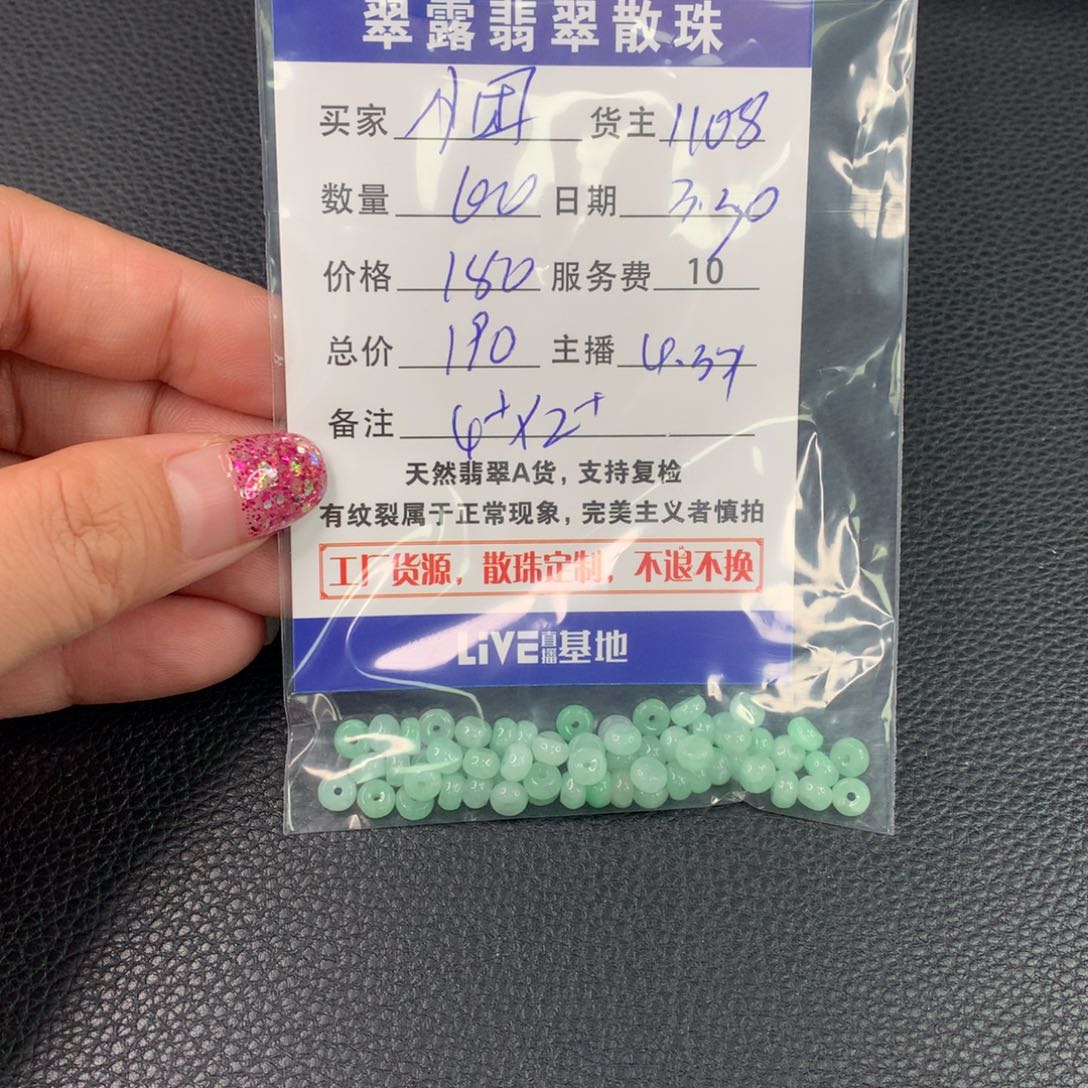 翠露翡翠散珠
买家 小团 货主 1108
数量 60 日期 3.30
价格 180 服务费 10
总价 190 主播
备注 4+X2+
天然翡翠A货，支持复检
有纹裂属于正常现象，完美主义者慎拍
工厂货源，散珠定制，不退不换
LiVE直播基地